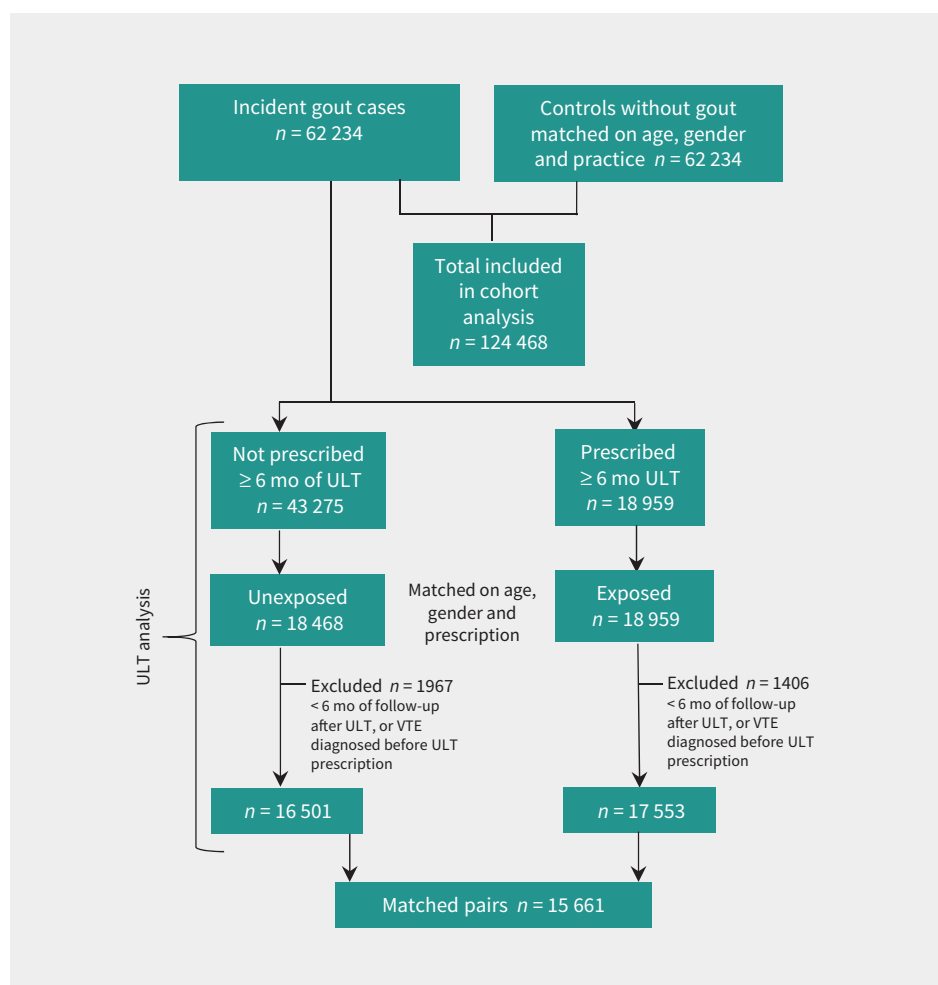 Incident gout cases
n = 62 234
Controls without gout
matched on age, gender
and practice n = 62 234
Total included
in cohort
analysis
n = 124 468
Not prescribed
≥ 6 mo of ULT
n = 43 275
Prescribed
≥ 6 mo ULT
n = 18 959
ULT analysis
Unexposed
n = 18 468
Matched on age,
gender and
prescription
Exposed
n = 18 959
Excluded n = 1967
< 6 mo of follow-up
after ULT, or VTE
diagnosed before ULT
prescription
Excluded n = 1406
< 6 mo of follow-up
after ULT, or VTE
diagnosed before ULT
prescription
n = 16 501
n = 17 553
Matched pairs n = 15 661